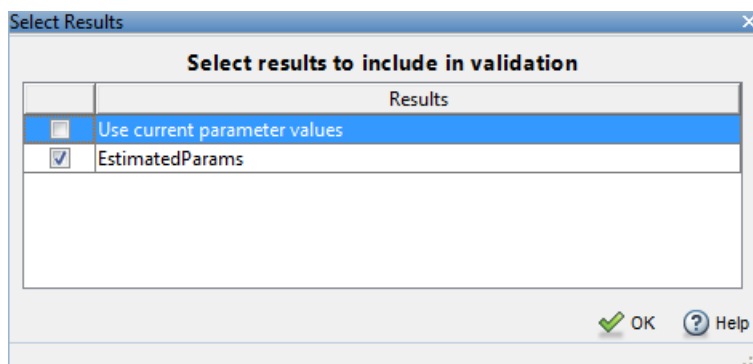 Select Results
Select results to include in validation
Results
Use current parameter values
EstimatedParams
OK
Help